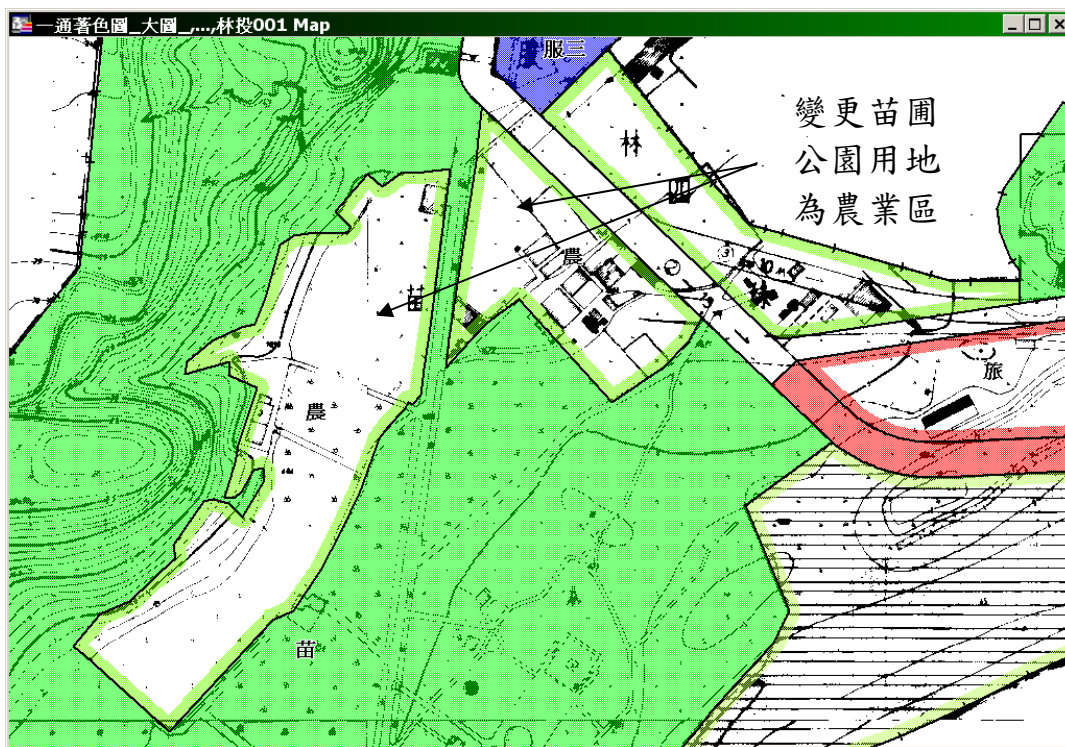 一通著色圖_大圖_,...,林投001 Map
服三
變更苗圃
公園用地
為農業區
林
農
旅
農
苗